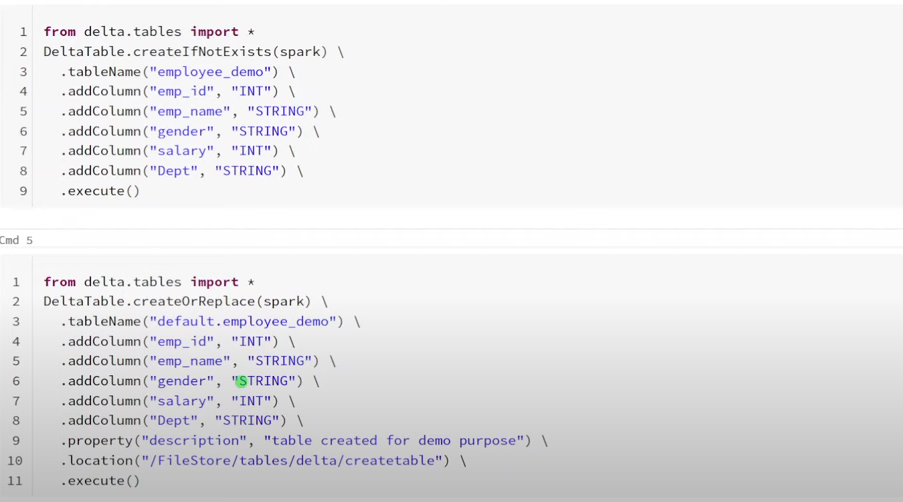 1 from delta.tables import *
2 DeltaTable.createIfNotExists(spark) \
3 .tableName("employee_demo") \
4 .addColumn("emp_id", "INT") \
5 .addColumn("emp_name", "STRING") \
6 .addColumn("gender", "STRING") \
7 .addColumn("salary", "INT") \
8 .addColumn("Dept", "STRING") \
9 .execute()
Cmd 5
1 from delta.tables import *
2 DeltaTable.createOrReplace(spark) \
3 .tableName("default.employee_demo") \
4 .addColumn("emp_id", "INT") \
5 .addColumn("emp_name", "STRING") \
6 .addColumn("gender", "STRING") \
7 .addColumn("salary", "INT") \
8 .addColumn("Dept", "STRING") \
9 .property("description", "table created for demo purpose") \
10 .location("/FileStore/tables/delta/createtable") \
11 .execute()